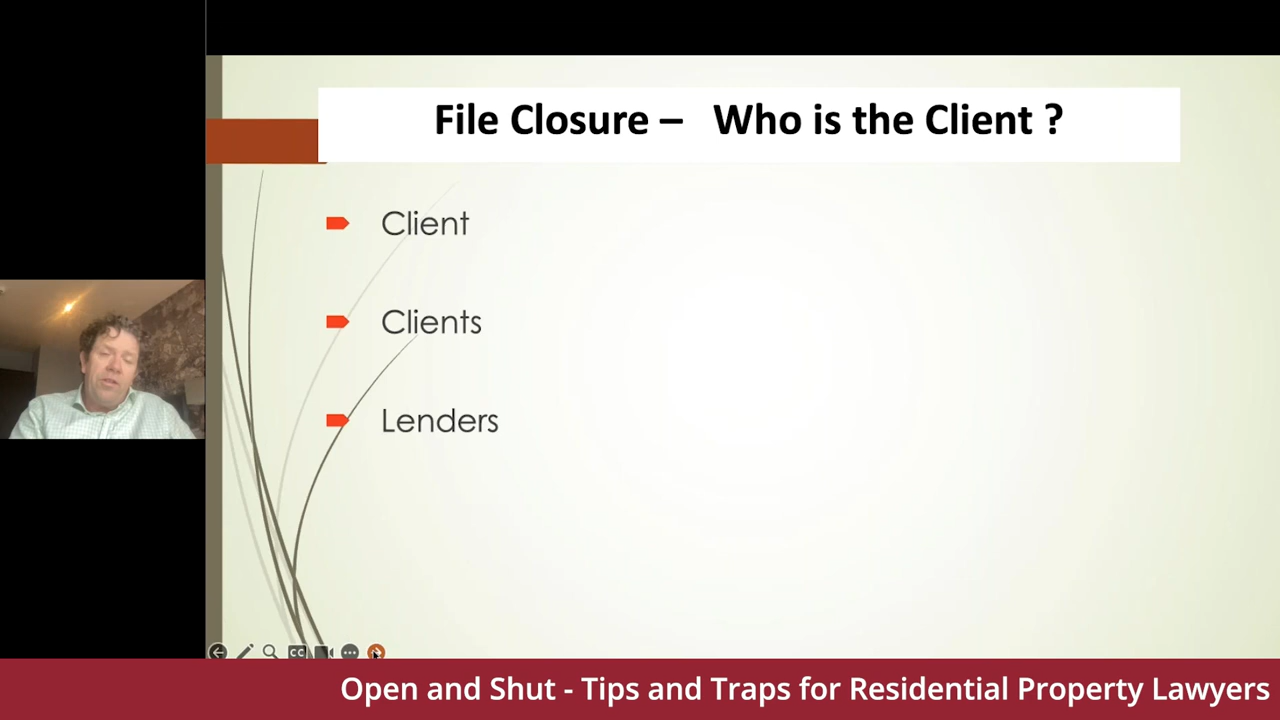 File Closure – Who is the Client ?
Client
Clients
Lenders
CC
Open and Shut - Tips and Traps for Residential Property Lawyers